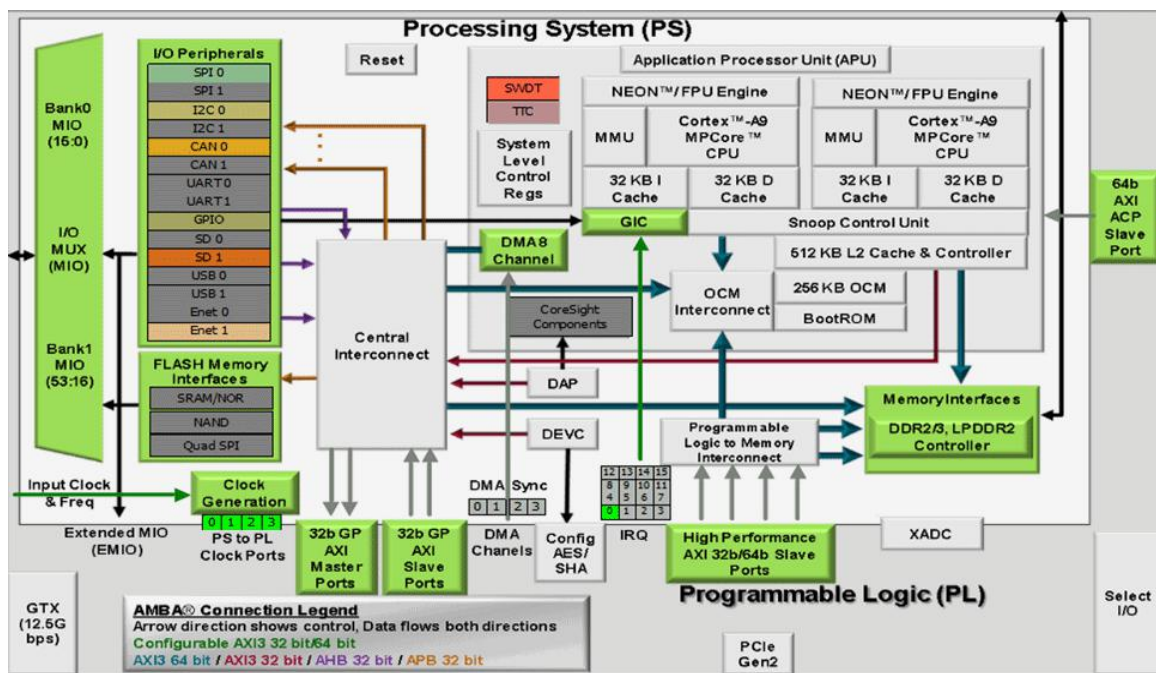 Processing System (PS)
I/O Peripherals
SPI 0
SPI 1
I2C 0
I2C 1
CAN 0
CAN 1
UART 0
UART 1
GPIO
SD 0
SD 1
USB 0
USB 1
Enet 0
Enet 1
Bank0
MIO
(15:0)
I/O
MUX
(MIO)
Bank1
MIO
(53:16)
FLASH Memory
Interfaces
SRAM/NOR
NAND
Quad SPI
Input Clock
& Freq
Clock
Generation
0 1 2 3
PS to PL
Clock Ports
Extended MIO
(EMIO)
Reset
Central
Interconnect
Application Processor Unit (APU)
SWDT
TTC
System
Level
Control
Regs
NEON™/ FPU Engine
MMU
Cortex™-A9
MPCore™
CPU
32 KB I
Cache
32 KB D
Cache
NEON™/ FPU Engine
MMU
Cortex™-A9
MPCore™
CPU
32 KB I
Cache
32 KB D
Cache
GIC
Snoop Control Unit
DMA8
Channel
512 KB L2 Cache & Controller
OCM
Interconnect
256 KB OCM
BootROM
CoreSight
Components
DAP
DEVC
Programmable
Logic to Memory
Interconnect
Memory Interfaces
DDR2/3, LPDDR2
Controller
64b
AXI
ACP
Slave
Port
DMA Sync
0 1 2 3
DMA
Channels
12 13 14 15
8 9 10 11
4 5 6 7
0 1 2 3
IRQ
32b GP
AXI
Master
Ports
32b GP
AXI
Slave
Ports
Config
AES/
SHA
High Performance
AXI 32b/64b Slave
Ports
XADC
Programmable Logic (PL)
GTX
(12.5G
bps)
AMBA® Connection Legend
Arrow direction shows control, Data flows both directions
Configurable AXI3 32 bit/64 bit
AXI3 64 bit / AXI3 32 bit / AHB 32 bit / APB 32 bit
PCIe
Gen2
Select
I/O